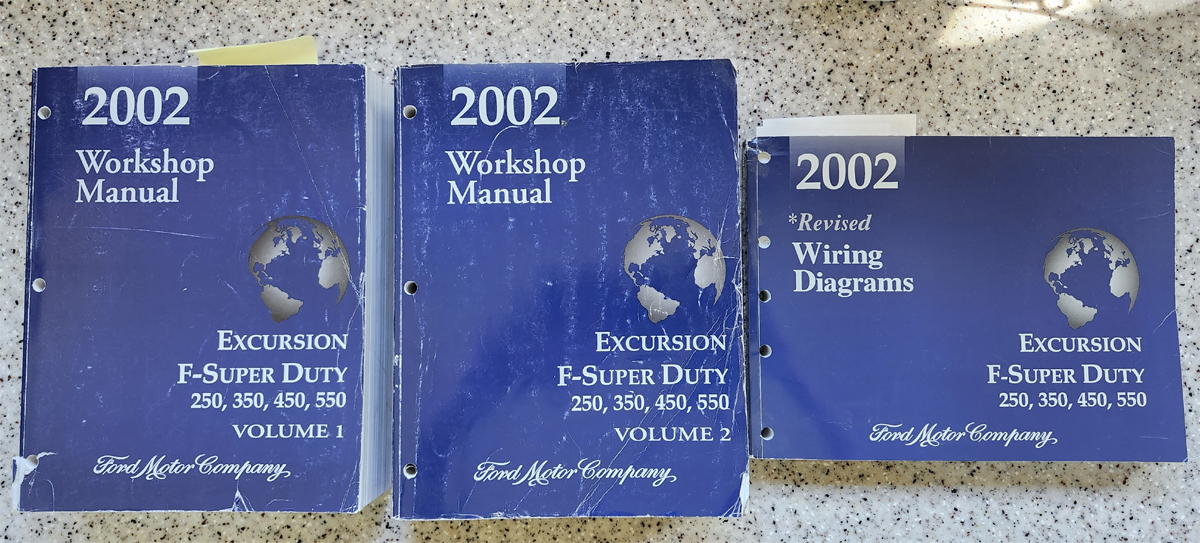 2002
Workshop
Manual
EXCURSION
F-SUPER DUTY
250, 350, 450, 550
VOLUME 1
Ford Motor Company
2002
Workshop
Manual
EXCURSION
F-SUPER DUTY
250, 350, 450, 550
VOLUME 2
Ford Motor Company
2002
*Revised
Wiring
Diagrams
EXCURSION
F-SUPER DUTY
250, 350, 450, 550
Ford Motor Company